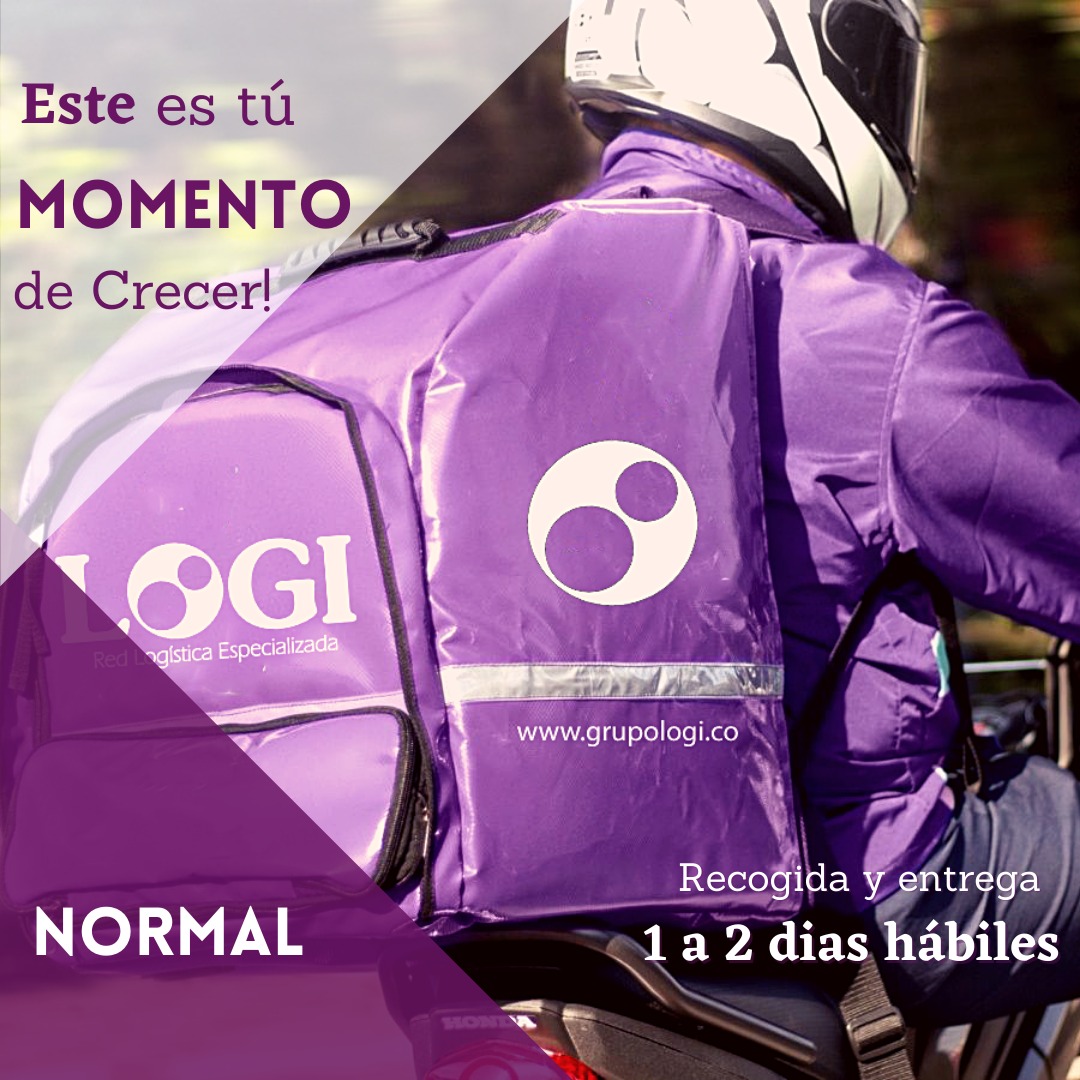 Este es tú
MOMENTO
de Crecer!
LOGI
Red Logística Especializada
www.grupologi.co
NORMAL
Recogida y entrega
1 a 2 dias hábiles
HONDA